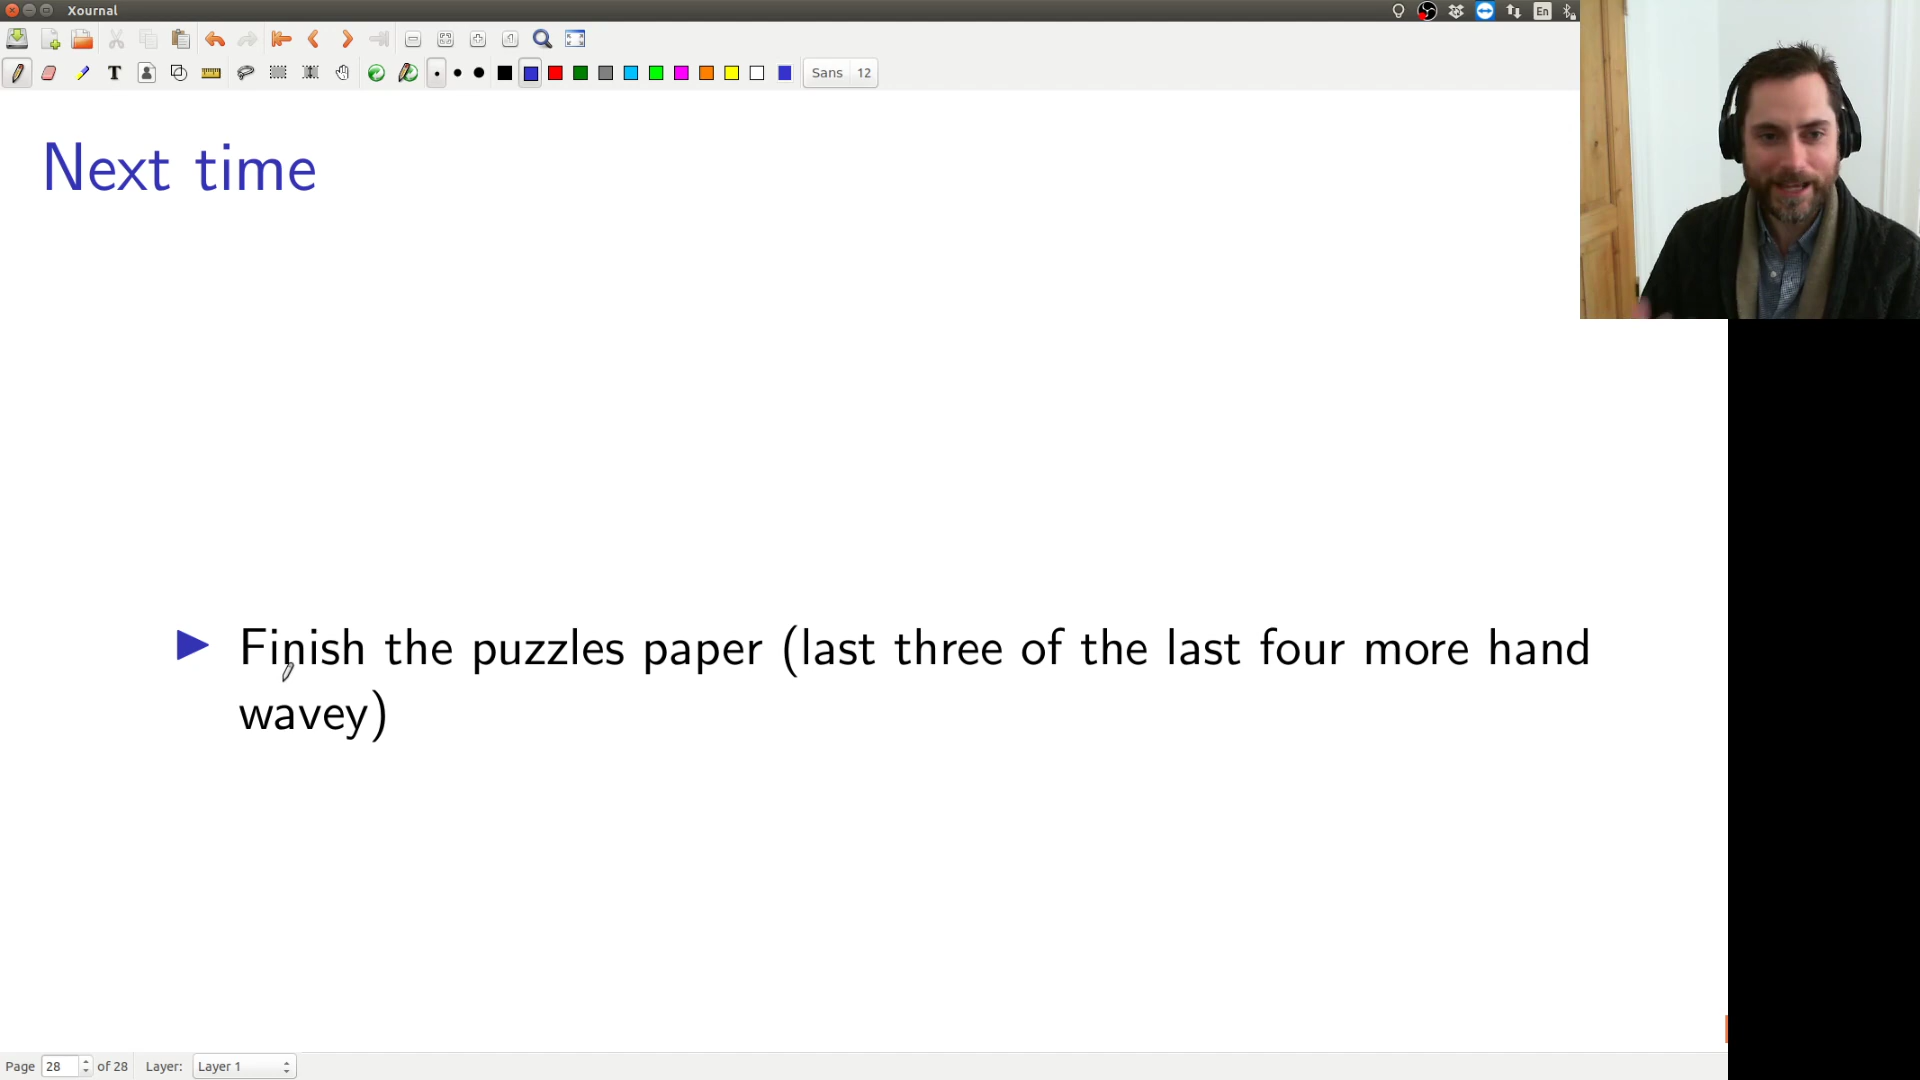 Xournal
En
Sans 12
Next time
Finish the puzzles paper (last three of the last four more hand
wavey)
Page 28 of 28 Layer: Layer 1